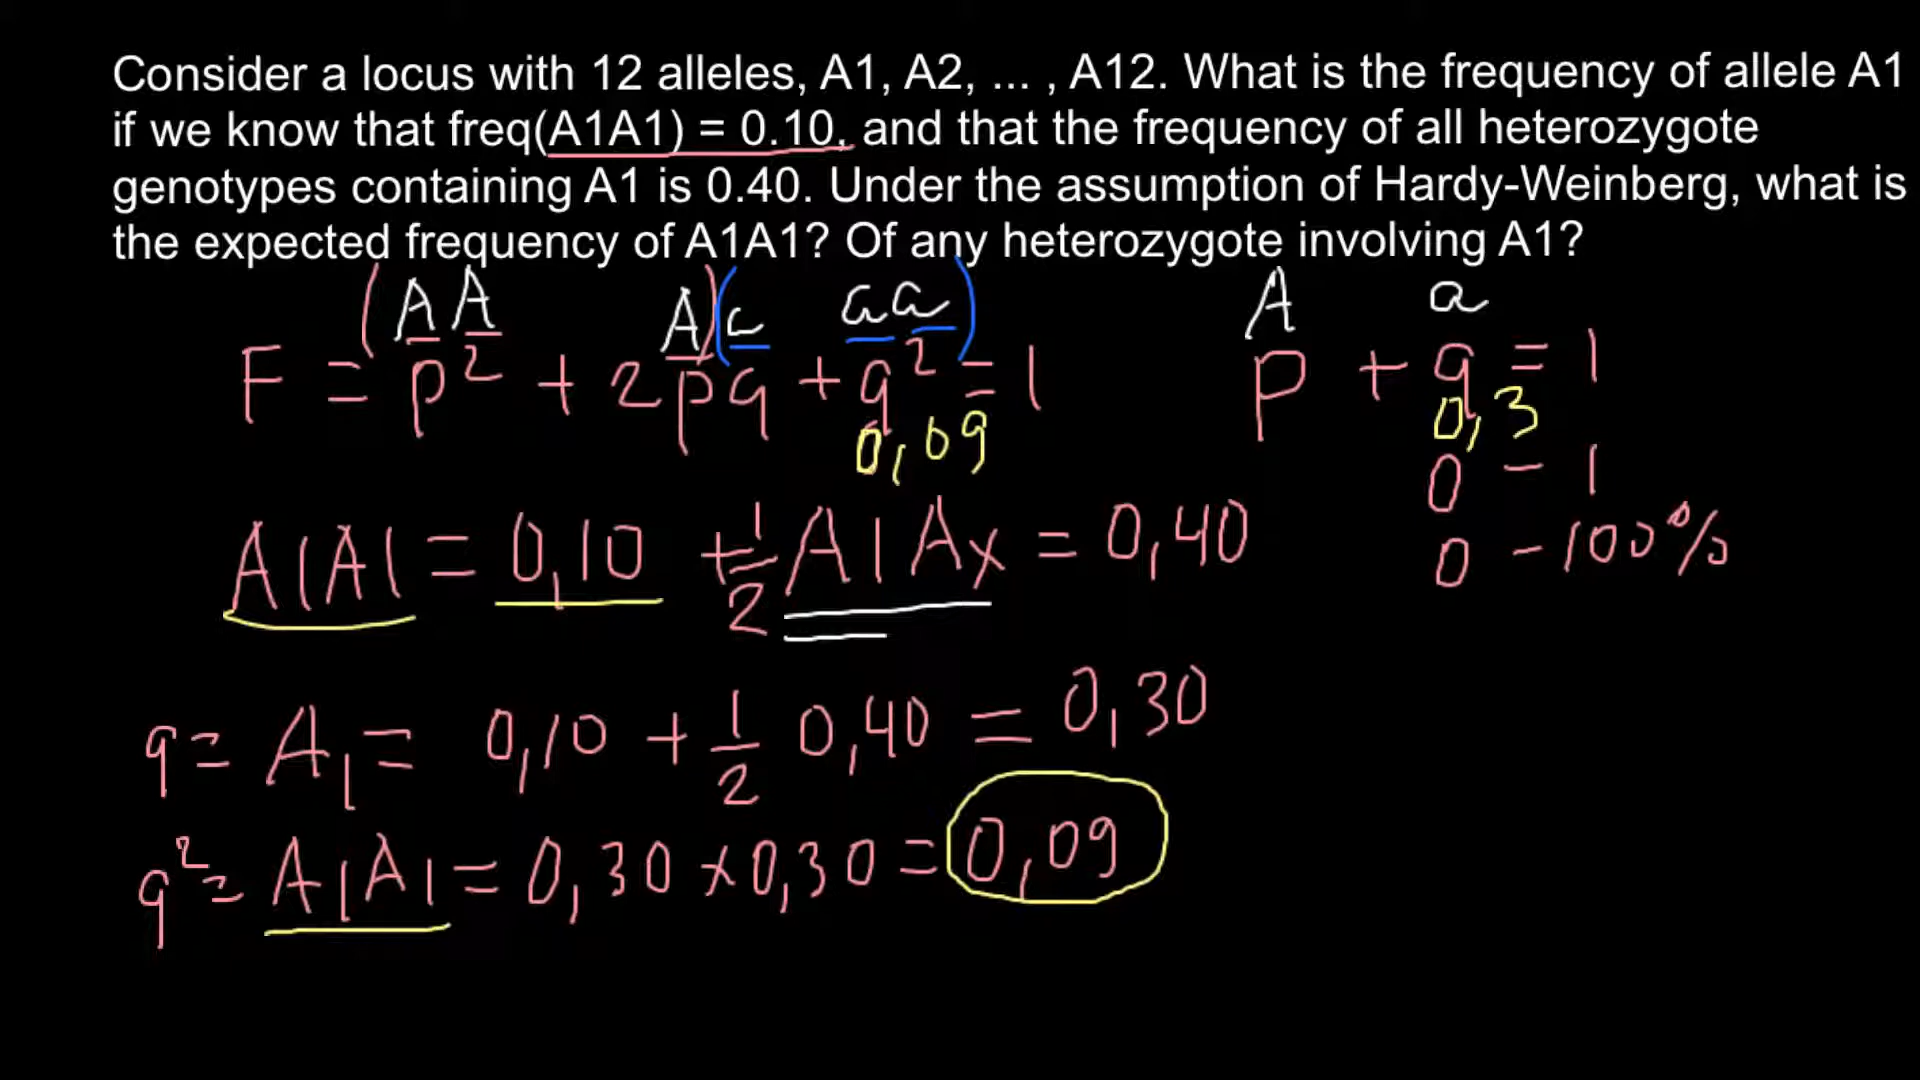 Consider a locus with 12 alleles, A1, A2, ... , A12. What is the frequency of allele A1
if we know that freq(A1A1) = 0.10, and that the frequency of all heterozygote
genotypes containing A1 is 0.40. Under the assumption of Hardy-Weinberg, what is
the expected frequency of A1A1? Of any heterozygote involving A1?
(AA A)(a aa) A a
F = p² + 2pq + q² = 1 p + q = 1
0,09 0,3
0 - 1
A1A1 = 0,10 + 1/2 A1Ax = 0,40 0 - 100%
q = A1 = 0,10 + 1/2 0,40 = 0,30
q² = A1A1 = 0,30 × 0,30 = 0,09